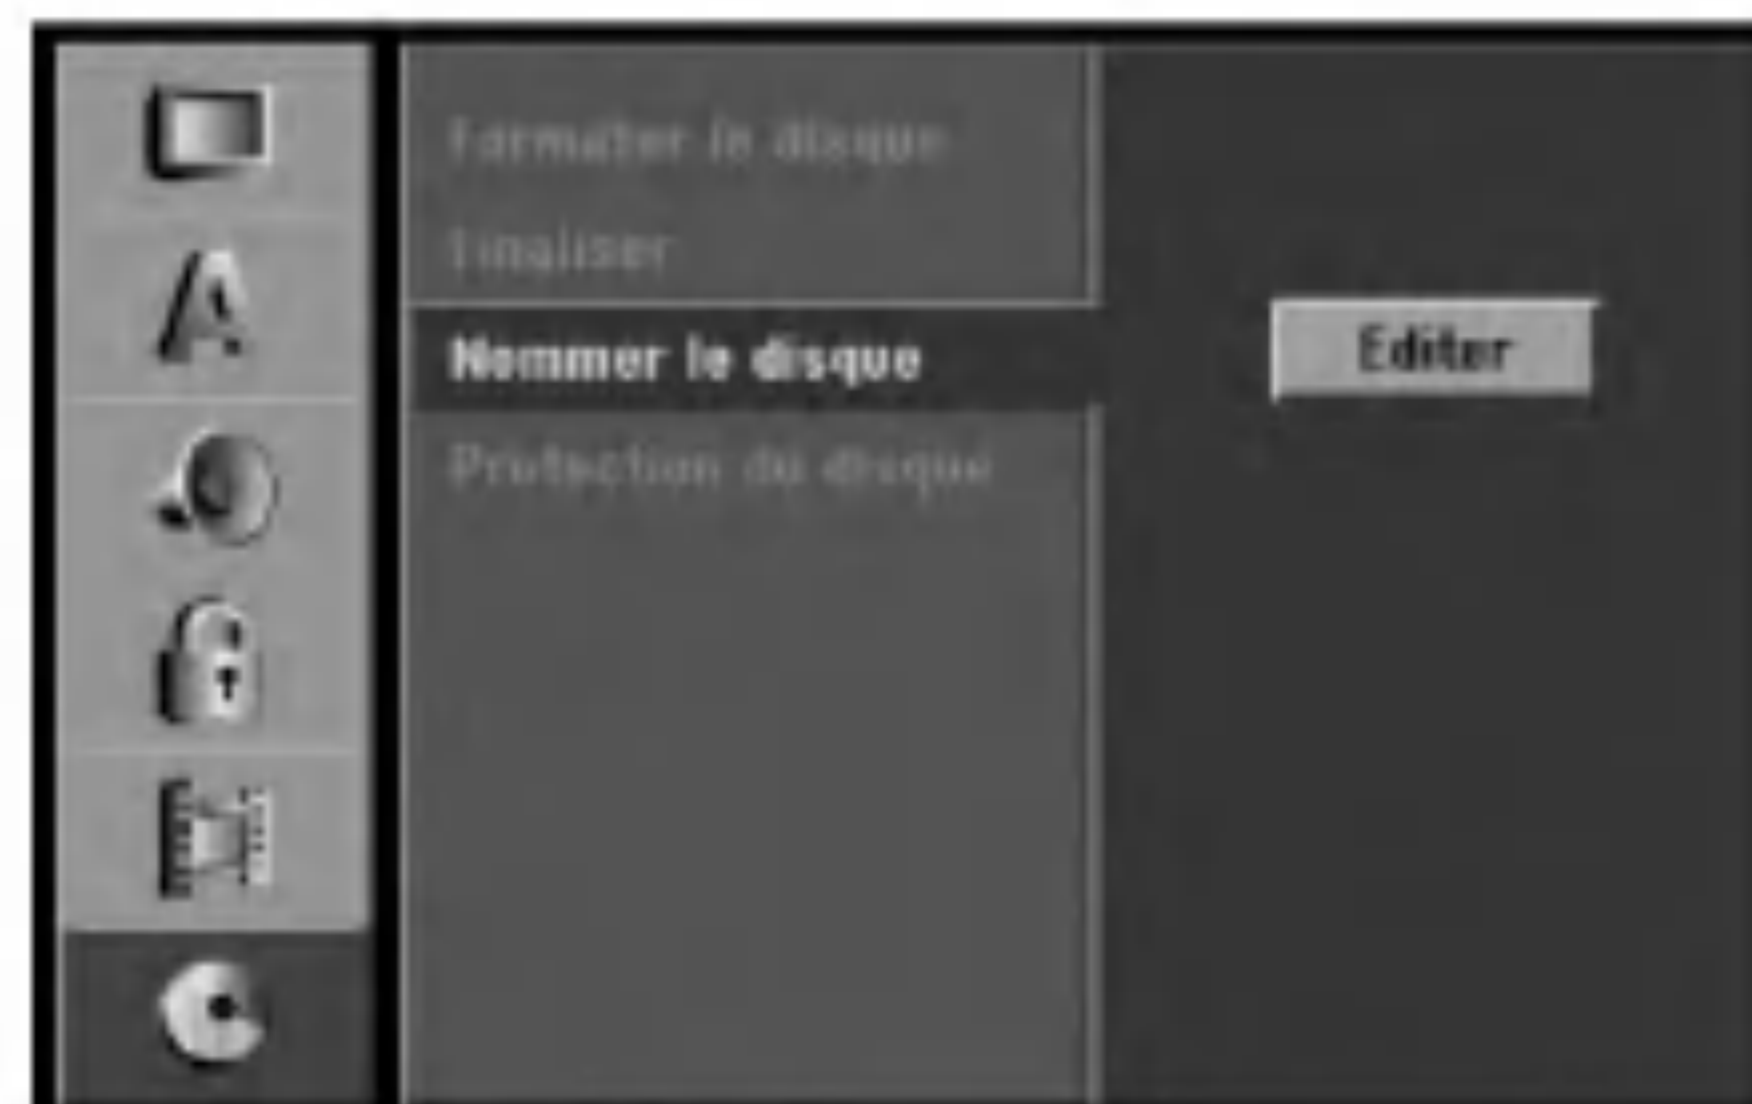 Formater le disque
Finaliser
Nommer le disque
Editer
Protection du disque